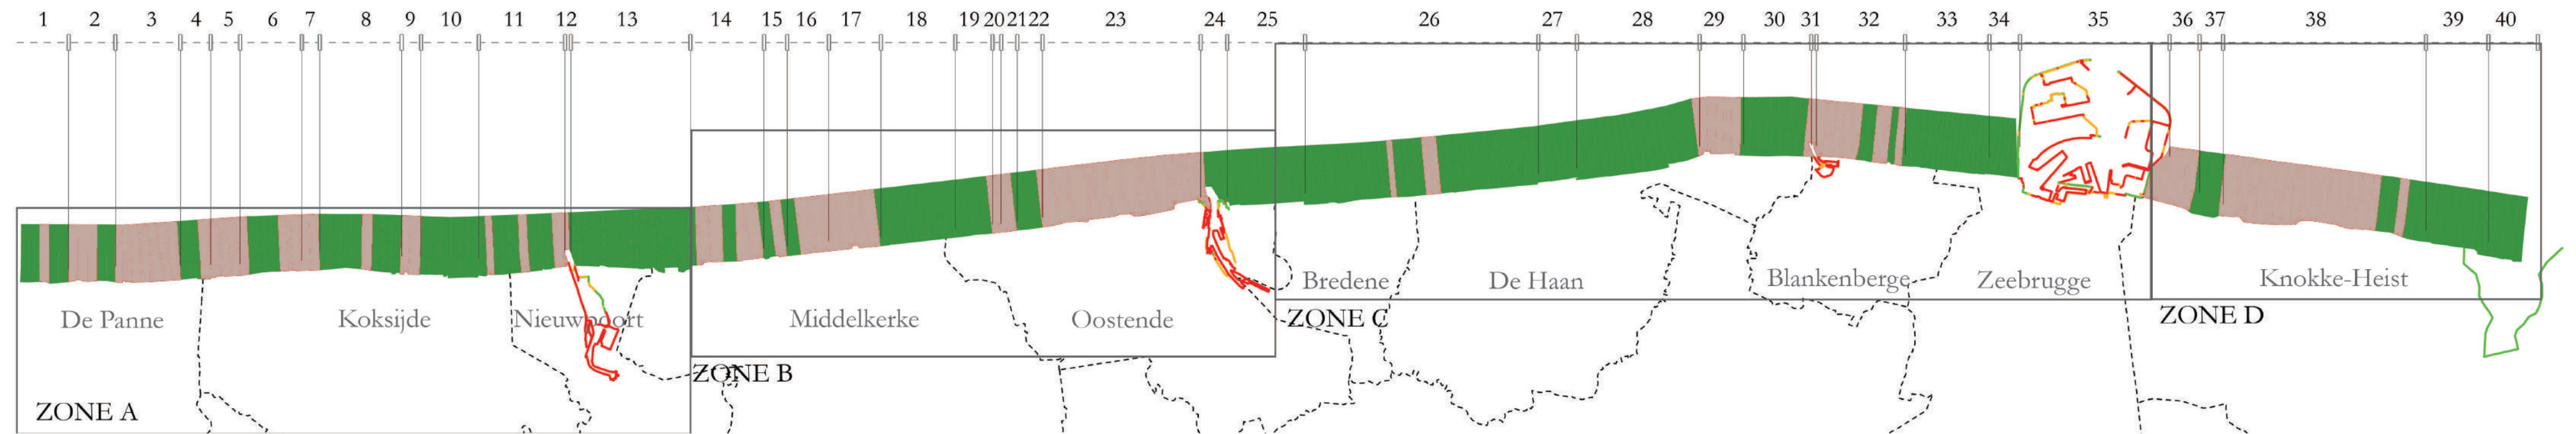 1 2 3 4 5 6 7 8 9 10 11 12 13 14 15 16 17 18 19 20 21 22 23 24 25 26 27 28 29 30 31 32 33 34 35 36 37 38 39 40
Bredene De Haan Blankenberge Zeebrugge Knokke-Heist
De Panne Koksijde Nieuwpoort Middelkerke Oostende ZONE C ZONE D
ZONE B
ZONE A